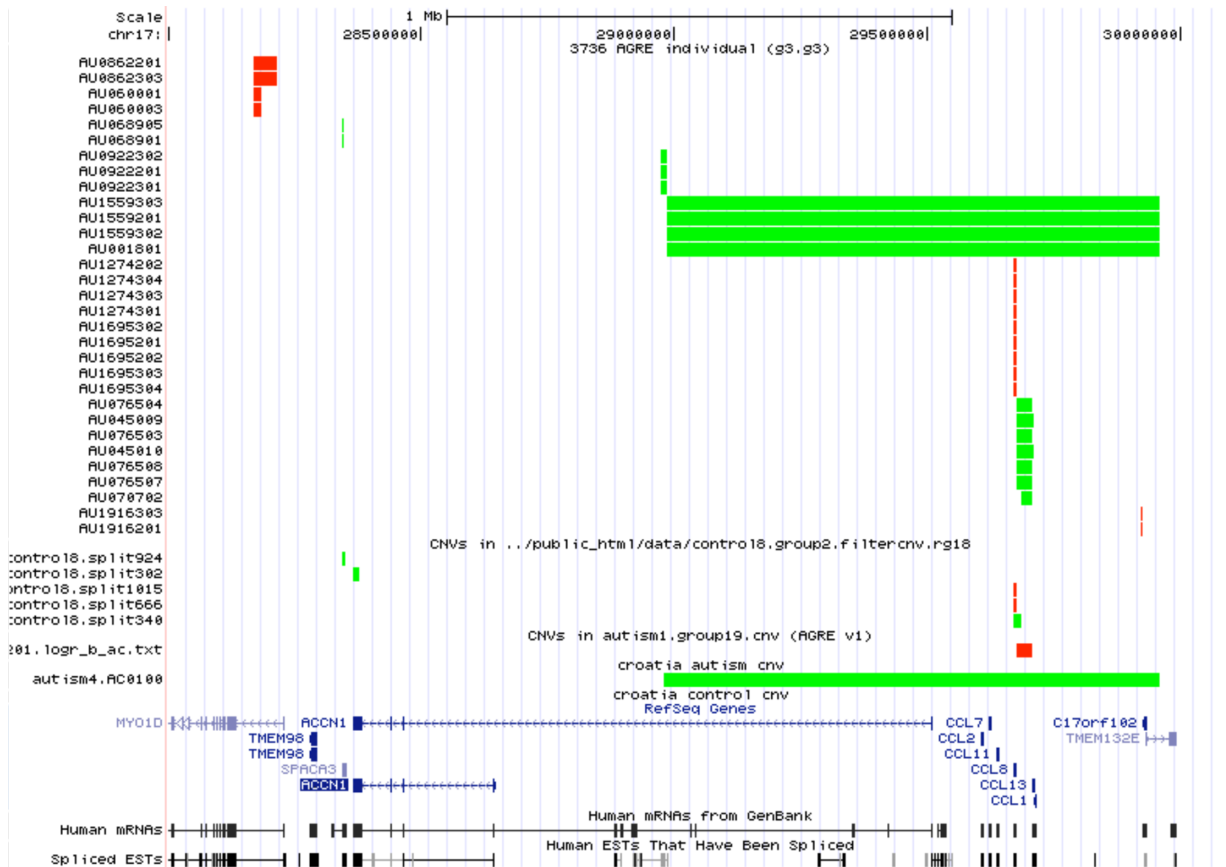 Scale 1 Mb
chr17: 28500000 29000000 29500000 30000000
3736 AGRE individual (g3.g3)
AU0862201
AU0862303
AU060001
AU060003
AU068905
AU068901
AU0922302
AU0922201
AU0922301
AU1559303
AU1559201
AU1559302
AU001801
AU1274202
AU1274304
AU1274303
AU1274301
AU1695302
AU1695201
AU1695202
AU1695303
AU1695304
AU076504
AU045009
AU076503
AU045010
AU076508
AU076507
AU070702
AU1916303
AU1916201
CNVs in ../public_html/data/control8.group2.filtercnv.rg18
control8.split924
control8.split302
ontrol8.split1015
control8.split666
control8.split340
CNVs in autism1.group19.cnv (AGRE v1)
201.logr_b_ac.txt
croatia autism cnv
autism4.AC0100
croatia control cnv
RefSeq Genes
MYO1D ACCN1 CCL7 C17orf102
TMEM98 CCL2 TMEM132E
TMEM98 CCL11
SPACA3 CCL8
ACCN1 CCL13
CCL1
Human mRNAs from GenBank
Human mRNAs
Human ESTs That Have Been Spliced
Spliced ESTs